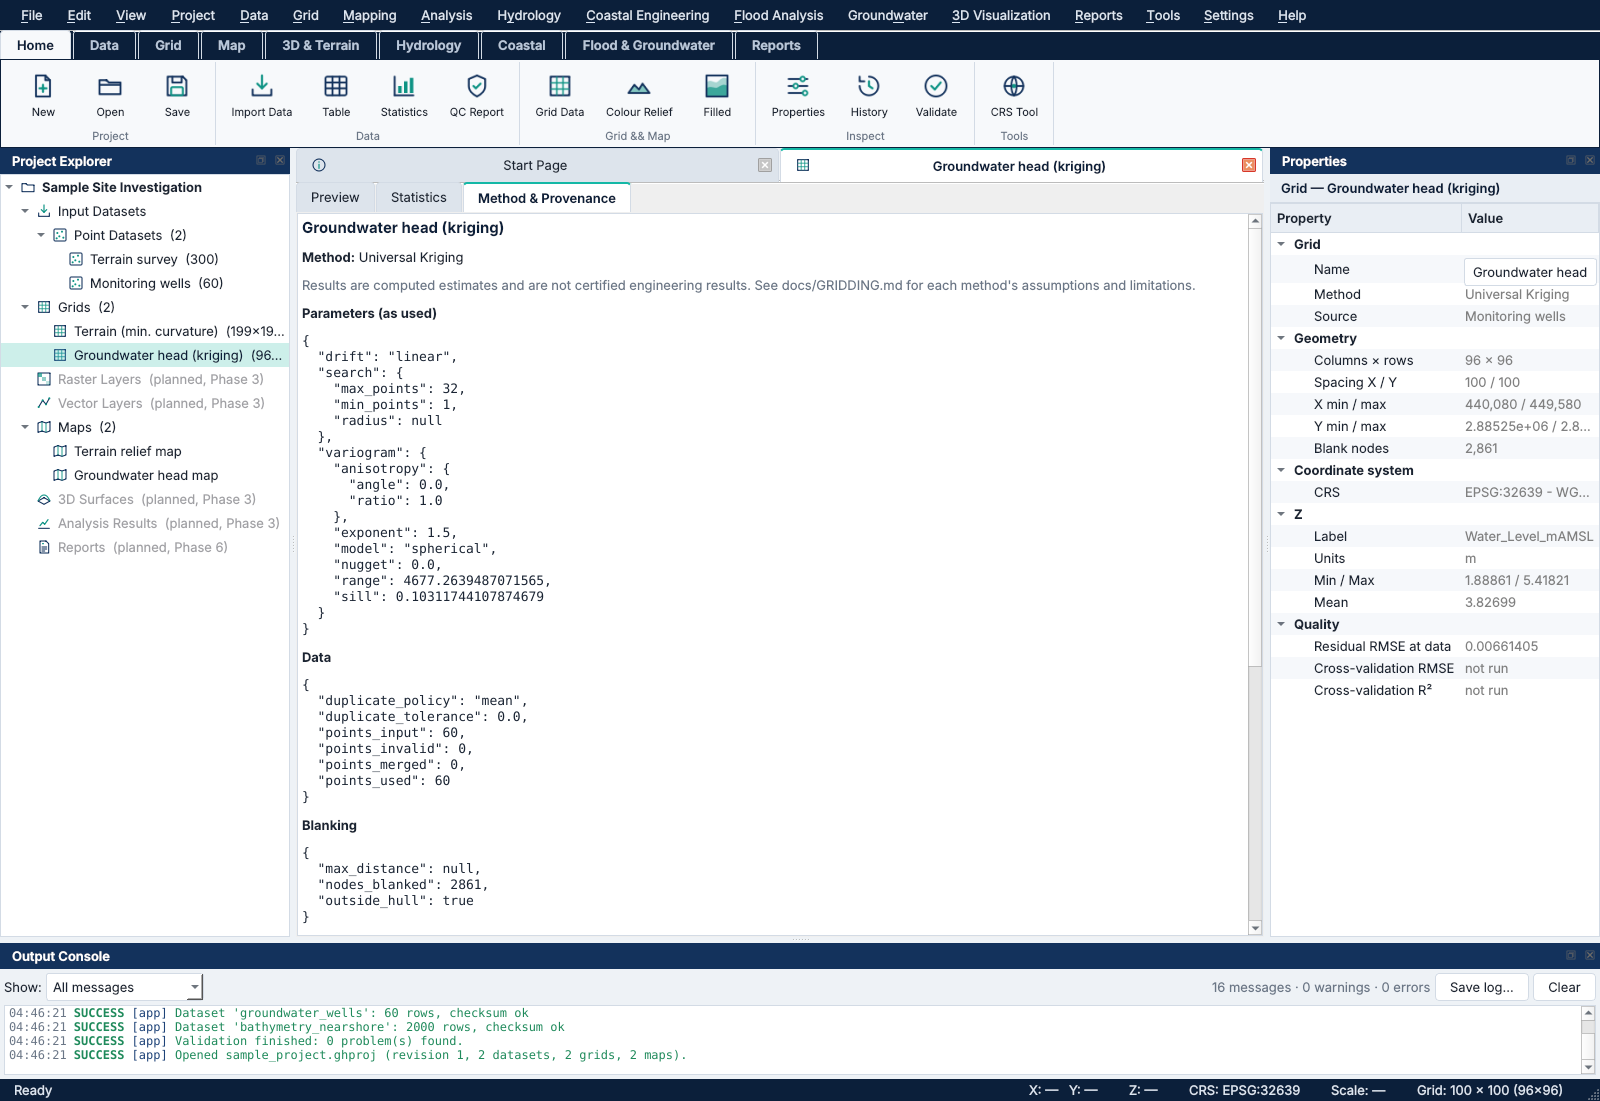 File Edit View Project Data Grid Mapping Analysis Hydrology Coastal Engineering Flood Analysis Groundwater 3D Visualization Reports Tools Settings Help
Home Data Grid Map 3D & Terrain Hydrology Coastal Flood & Groundwater Reports
New Open Save Import Data Table Statistics QC Report Grid Data Colour Relief Filled Properties History Validate CRS Tool
Project Data Grid && Map Inspect Tools
Project Explorer
Sample Site Investigation
Input Datasets
Point Datasets (2)
Terrain survey (300)
Monitoring wells (60)
Grids (2)
Terrain (min. curvature) (199×19...
Groundwater head (kriging) (96...
Raster Layers (planned, Phase 3)
Vector Layers (planned, Phase 3)
Maps (2)
Terrain relief map
Groundwater head map
3D Surfaces (planned, Phase 3)
Analysis Results (planned, Phase 3)
Reports (planned, Phase 6)
Start Page
Groundwater head (kriging)
Preview Statistics Method & Provenance
Groundwater head (kriging)
Method: Universal Kriging
Results are computed estimates and are not certified engineering results. See docs/GRIDDING.md for each method's assumptions and limitations.
Parameters (as used)
{
"drift": "linear",
"search": {
"max_points": 32,
"min_points": 1,
"radius": null
},
"variogram": {
"anisotropy": {
"angle": 0.0,
"ratio": 1.0
},
"exponent": 1.5,
"model": "spherical",
"nugget": 0.0,
"range": 4677.2639487071565,
"sill": 0.10311744107874679
}
}
Data
{
"duplicate_policy": "mean",
"duplicate_tolerance": 0.0,
"points_input": 60,
"points_invalid": 0,
"points_merged": 0,
"points_used": 60
}
Blanking
{
"max_distance": null,
"nodes_blanked": 2861,
"outside_hull": true
}
Properties
Grid — Groundwater head (kriging)
Property Value
Grid
Name Groundwater head
Method Universal Kriging
Source Monitoring wells
Geometry
Columns × rows 96 × 96
Spacing X / Y 100 / 100
X min / max 440,080 / 449,580
Y min / max 2.88525e+06 / 2.8...
Blank nodes 2,861
Coordinate system
CRS EPSG:32639 - WG...
Z
Label Water_Level_mAMSL
Units m
Min / Max 1.88861 / 5.41821
Mean 3.82699
Quality
Residual RMSE at data 0.00661405
Cross-validation RMSE not run
Cross-validation R² not run
Output Console
Show: All messages 16 messages · 0 warnings · 0 errors Save log... Clear
04:46:21 SUCCESS [app] Dataset 'groundwater_wells': 60 rows, checksum ok
04:46:21 SUCCESS [app] Dataset 'bathymetry_nearshore': 2000 rows, checksum ok
04:46:21 SUCCESS [app] Validation finished: 0 problem(s) found.
04:46:21 SUCCESS [app] Opened sample_project.ghproj (revision 1, 2 datasets, 2 grids, 2 maps).
Ready X: — Y: — Z: — CRS: EPSG:32639 Scale: — Grid: 100 × 100 (96×96)